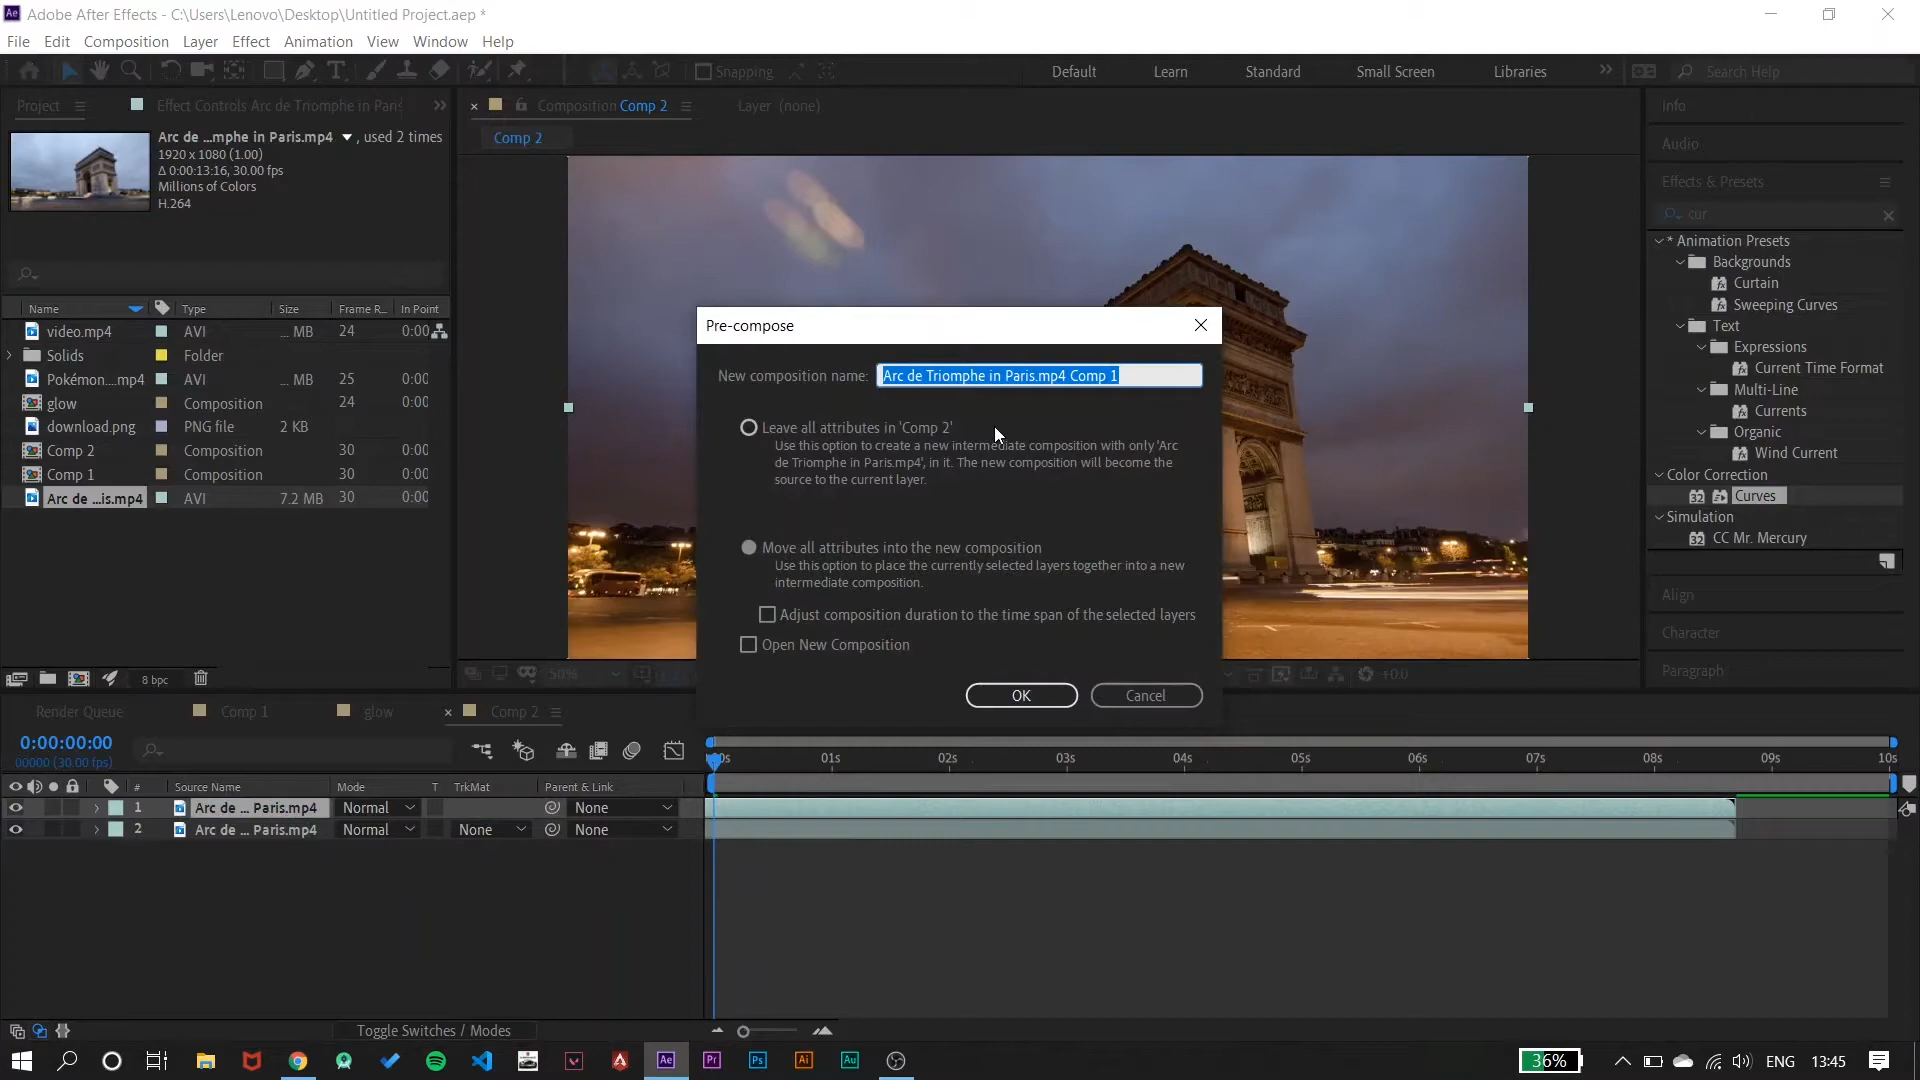 Adobe After Effects - C:\Users\Lenovo\Desktop\Untitled Project.aep *
File Edit Composition Layer Effect Animation View Window Help
Snapping
Default Learn Standard Small Screen Libraries
Search Help
Project
Effect Controls Arc de Triomphe in Paris
Composition Comp 2
Layer (none)
Comp 2
Arc de ...mphe in Paris.mp4 , used 2 times
1920 x 1080 (1.00)
Δ 0:00:13:16, 30.00 fps
Millions of Colors
H.264
Name Type Size Frame R... In Point
video.mp4 AVI ... MB 24 0:00
Solids Folder
Pokémon....mp4 AVI ... MB 25 0:00
glow Composition 24 0:00
download.png PNG file 2 KB
Comp 2 Composition 30 0:00
Comp 1 Composition 30 0:00
Arc de ...is.mp4 AVI 7.2 MB 30 0:00
8 bpc
Pre-compose
New composition name: Arc de Triomphe in Paris.mp4 Comp 1
Leave all attributes in 'Comp 2'
Use this option to create a new intermediate composition with only 'Arc
de Triomphe in Paris.mp4', in it. The new composition will become the
source to the current layer.
Move all attributes into the new composition
Use this option to place the currently selected layers together into a new
intermediate composition.
Adjust composition duration to the time span of the selected layers
Open New Composition
OK Cancel
50%
+0.0
Info
Audio
Effects & Presets
cur
* Animation Presets
Backgrounds
Curtain
Sweeping Curves
Text
Expressions
Current Time Format
Multi-Line
Currents
Organic
Wind Current
Color Correction
32 Curves
Simulation
32 CC Mr. Mercury
Align
Character
Paragraph
Render Queue Comp 1 glow Comp 2
0:00:00:00
00000 (30.00 fps)
00s 01s 02s 03s 04s 05s 06s 07s 08s 09s 10s
# Source Name Mode T TrkMat Parent & Link
1 Arc de ... Paris.mp4 Normal None
2 Arc de ... Paris.mp4 Normal None None
Toggle Switches / Modes
Ae Pr Ps Ai Au
36%
ENG 13:45